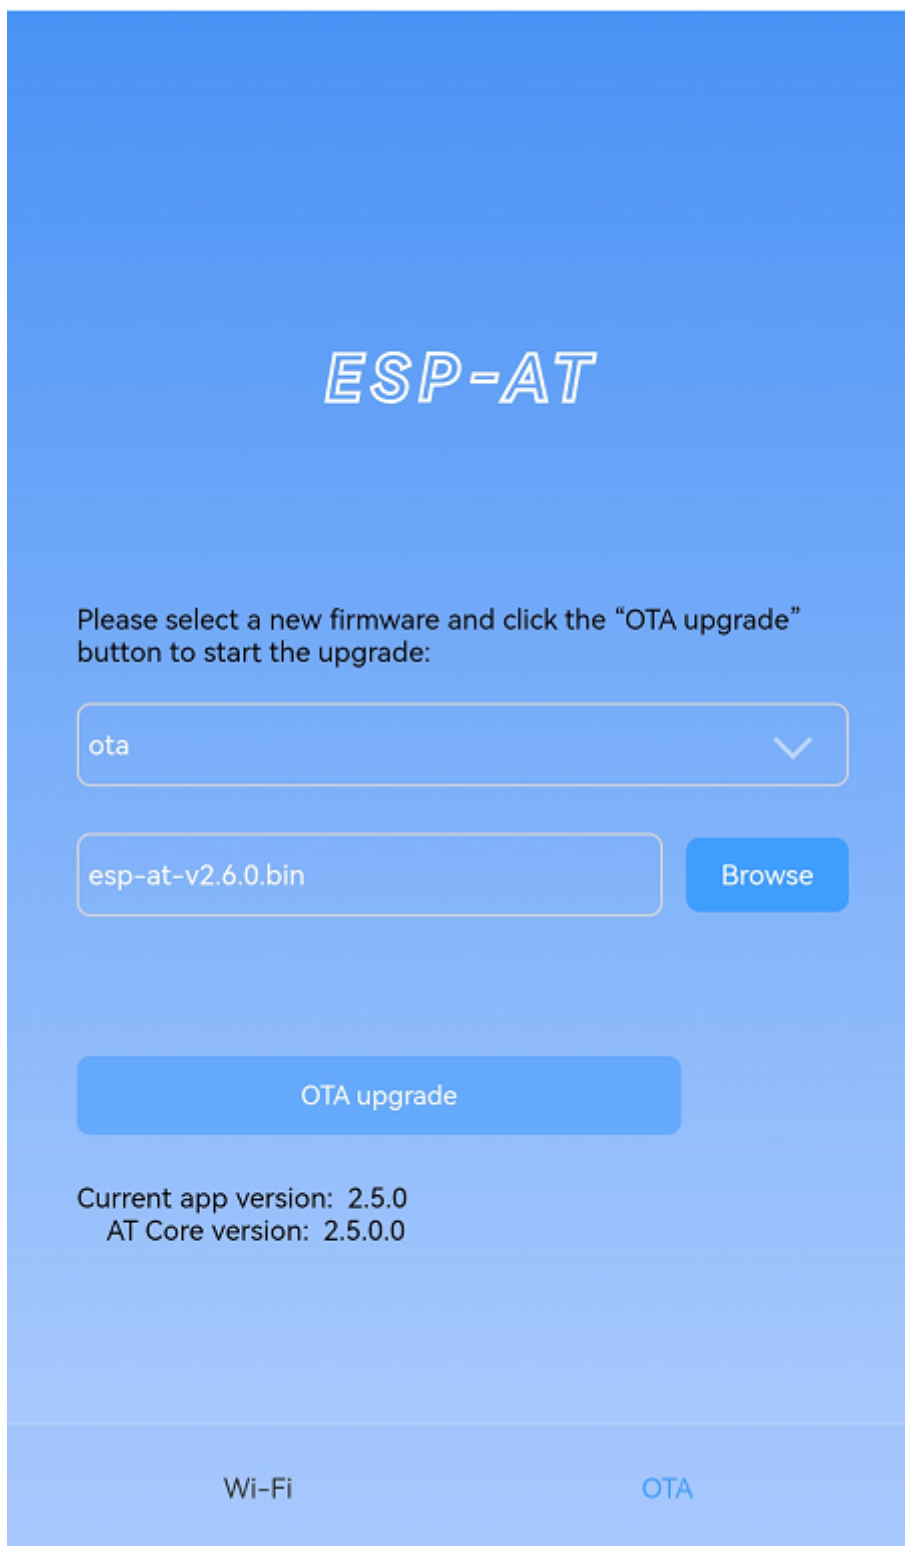 ESP-AT
Please select a new firmware and click the “OTA upgrade”
button to start the upgrade:
ota
esp-at-v2.6.0.bin
Browse
OTA upgrade
Current app version: 2.5.0
AT Core version: 2.5.0.0
Wi-Fi
OTA